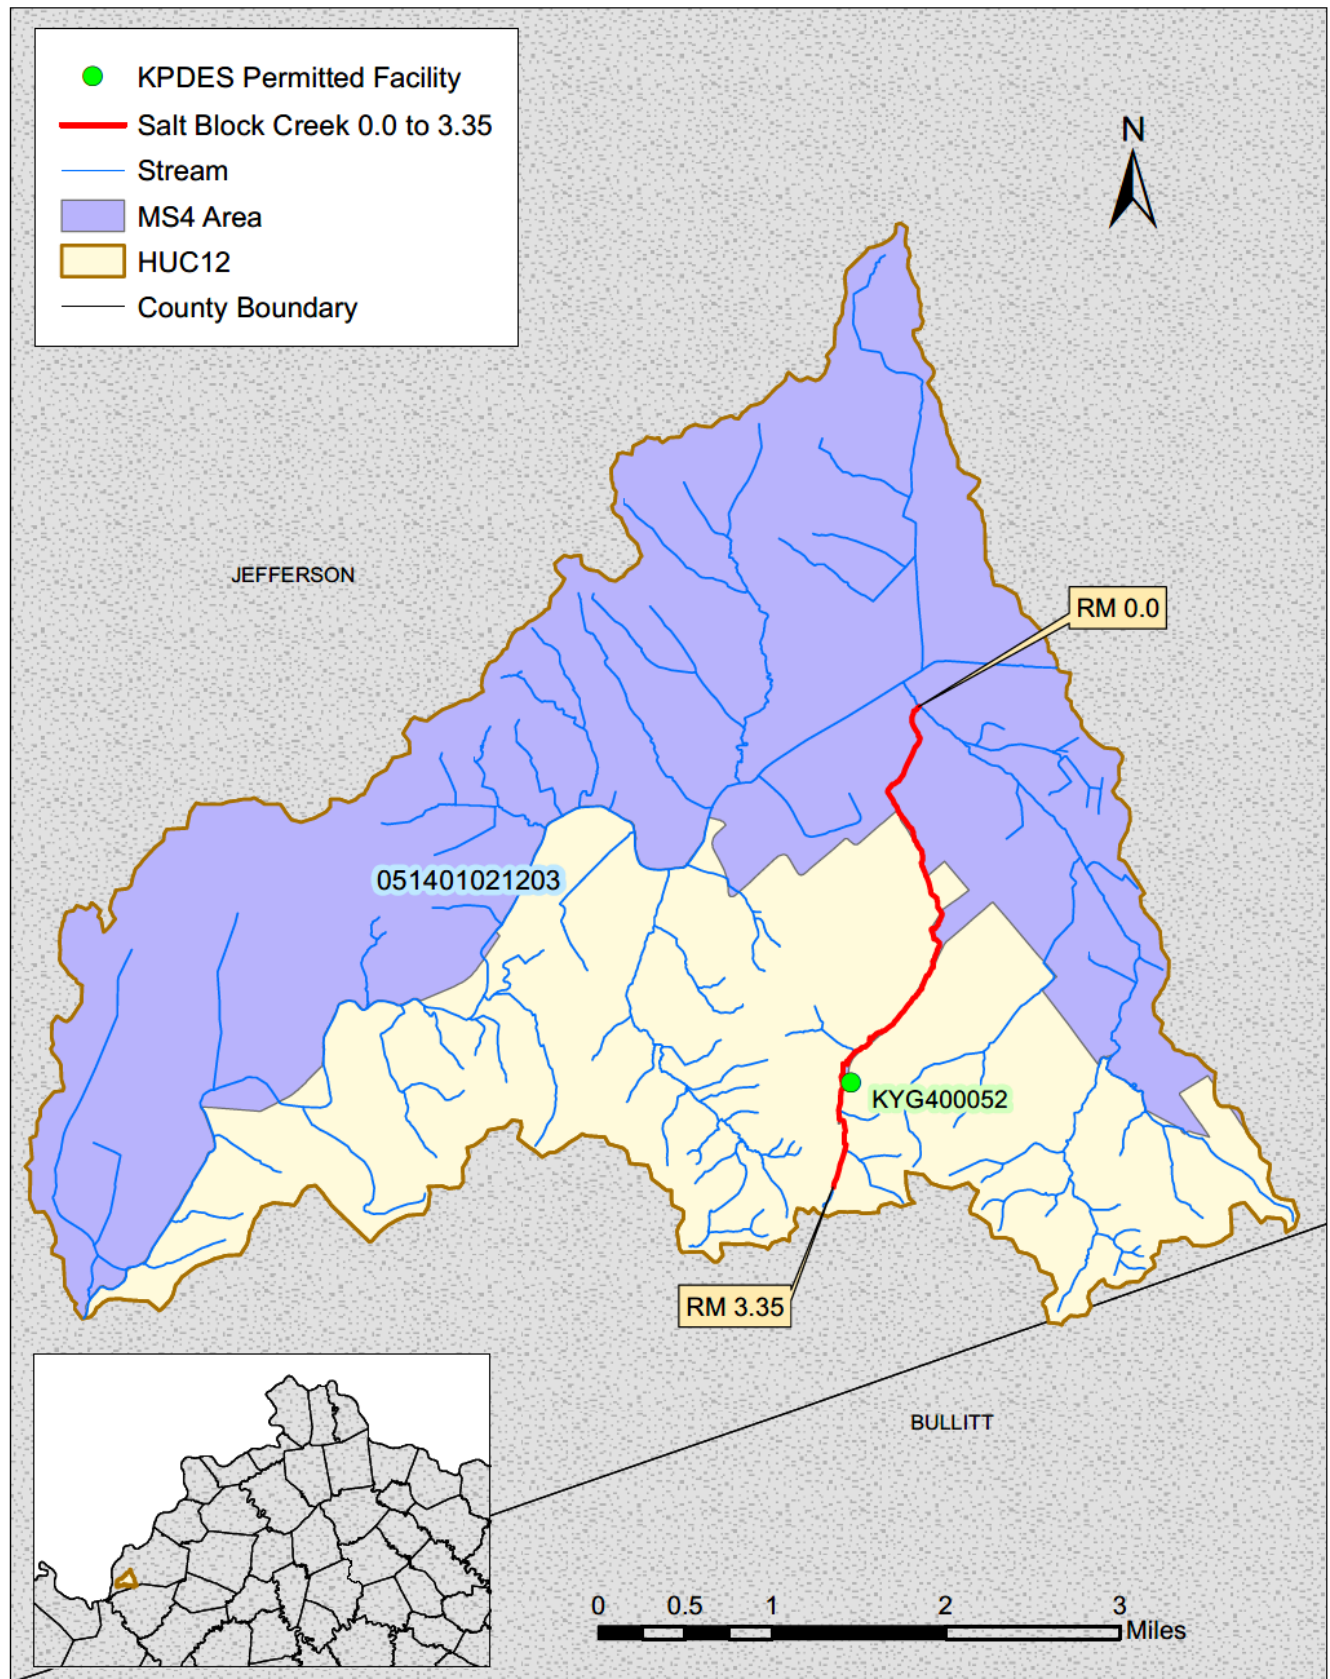 KPDES Permitted Facility
Salt Block Creek 0.0 to 3.35
Stream
MS4 Area
HUC12
County Boundary
N
JEFFERSON
RM 0.0
051401021203
KYG400052
RM 3.35
BULLITT
0 0.5 1 2 3
Miles